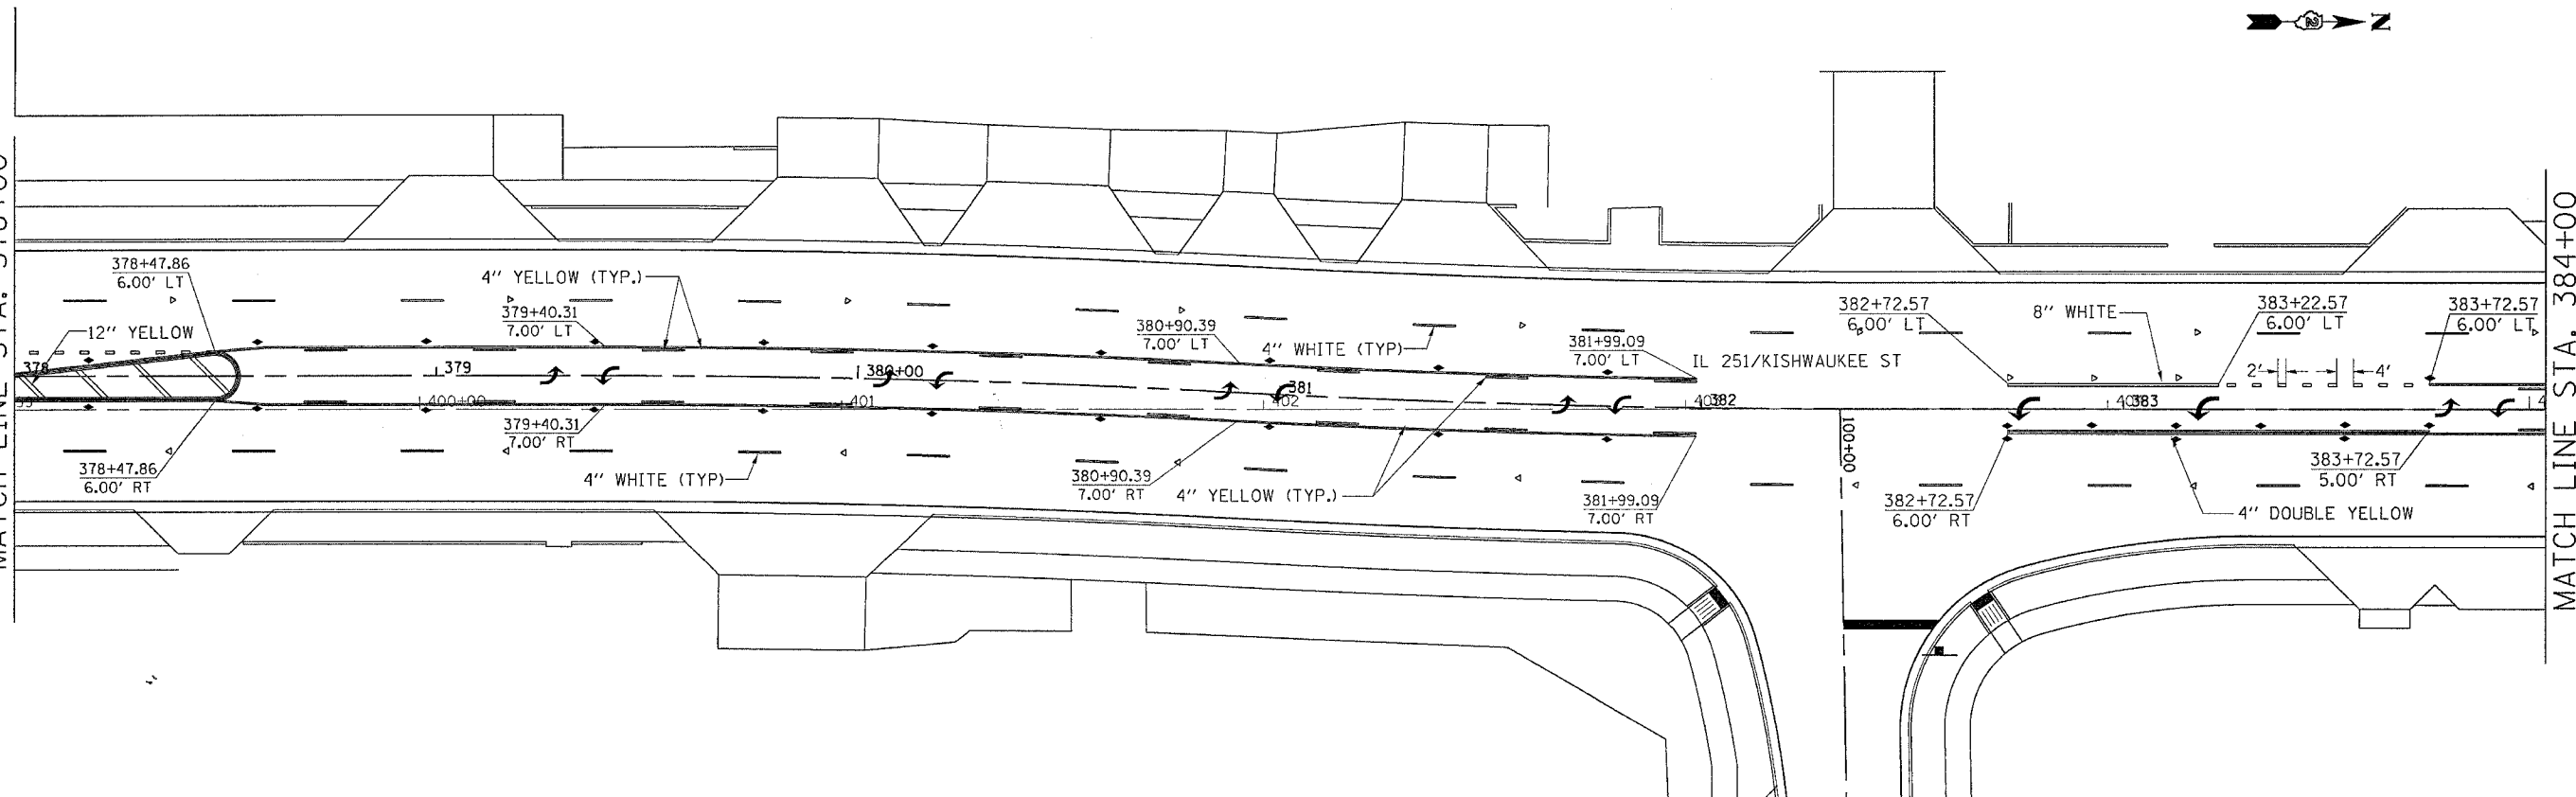 N
MATCH LINE STA. 384+00
378+47.86
6.00' LT
12" YELLOW
378
378+47.86
6.00' RT
379
400+00
4" YELLOW (TYP.)
379+40.31
7.00' LT
379+40.31
7.00' RT
4" WHITE (TYP)
380+00
401
380+90.39
7.00' LT
4" WHITE (TYP)
381
402
380+90.39
7.00' RT
4" YELLOW (TYP.)
381+99.09
7.00' LT
381+99.09
7.00' RT
IL 251/KISHWAUKEE ST
382
100+00
382+72.57
6.00' LT
8" WHITE
383+22.57
6.00' LT
383+72.57
6.00' LT
2'
4'
383
382+72.57
6.00' RT
383+72.57
5.00' RT
4" DOUBLE YELLOW